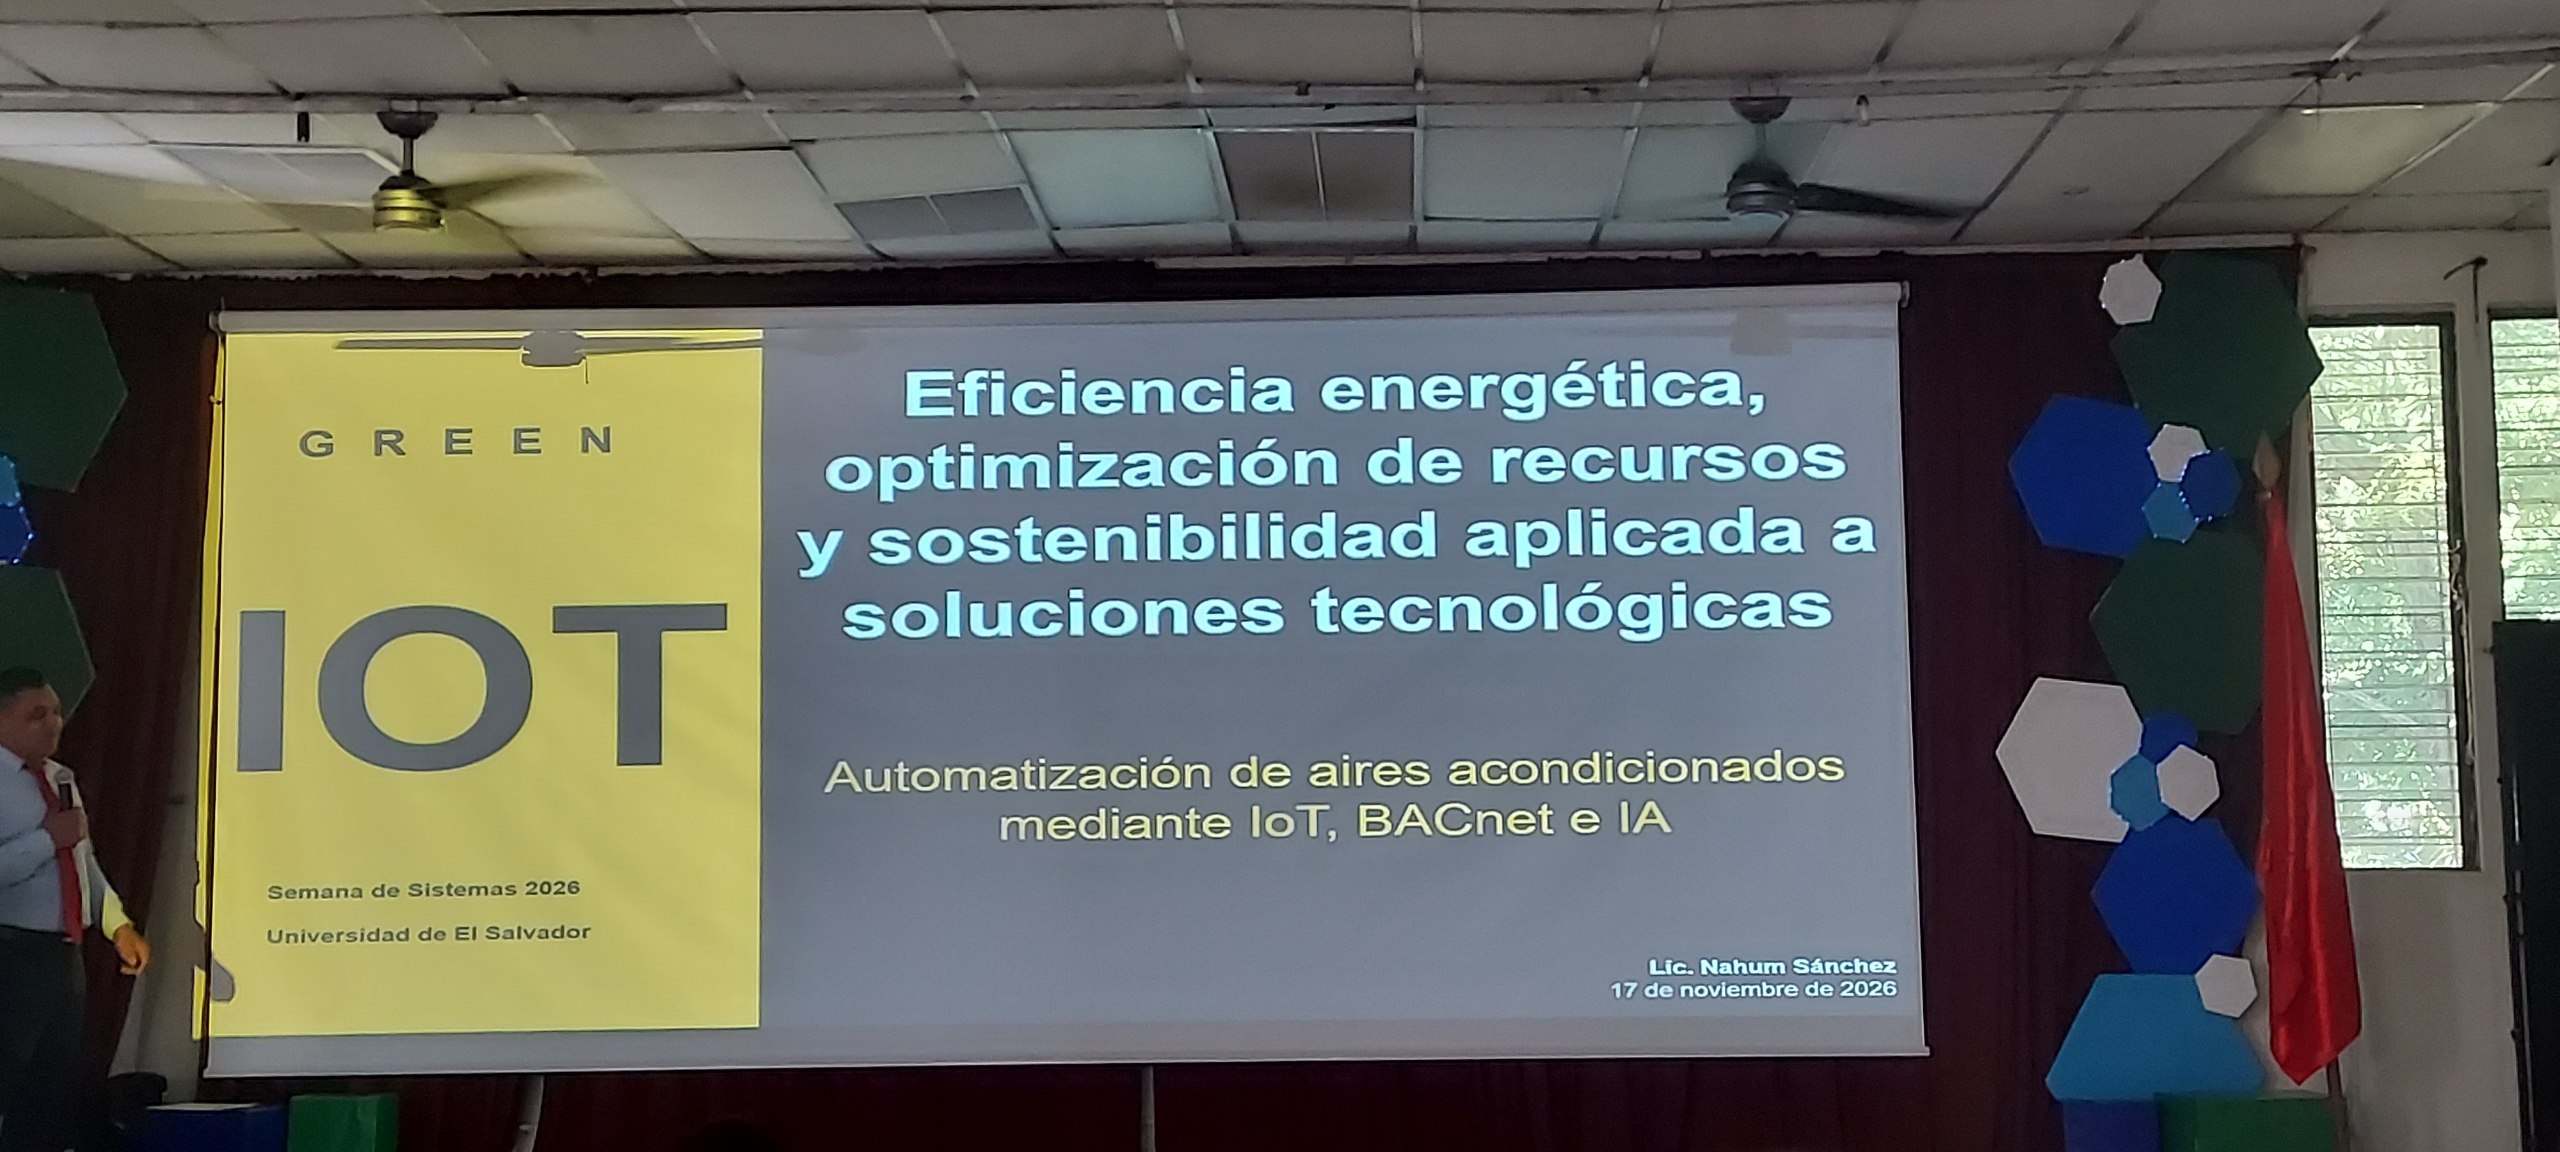 GREEN
IOT
Semana de Sistemas 2026
Universidad de El Salvador
Eficiencia energética,
optimización de recursos
y sostenibilidad aplicada a
soluciones tecnológicas
Automatización de aires acondicionados
mediante IoT, BACnet e IA
Lic. Nahum Sánchez
17 de noviembre de 2026